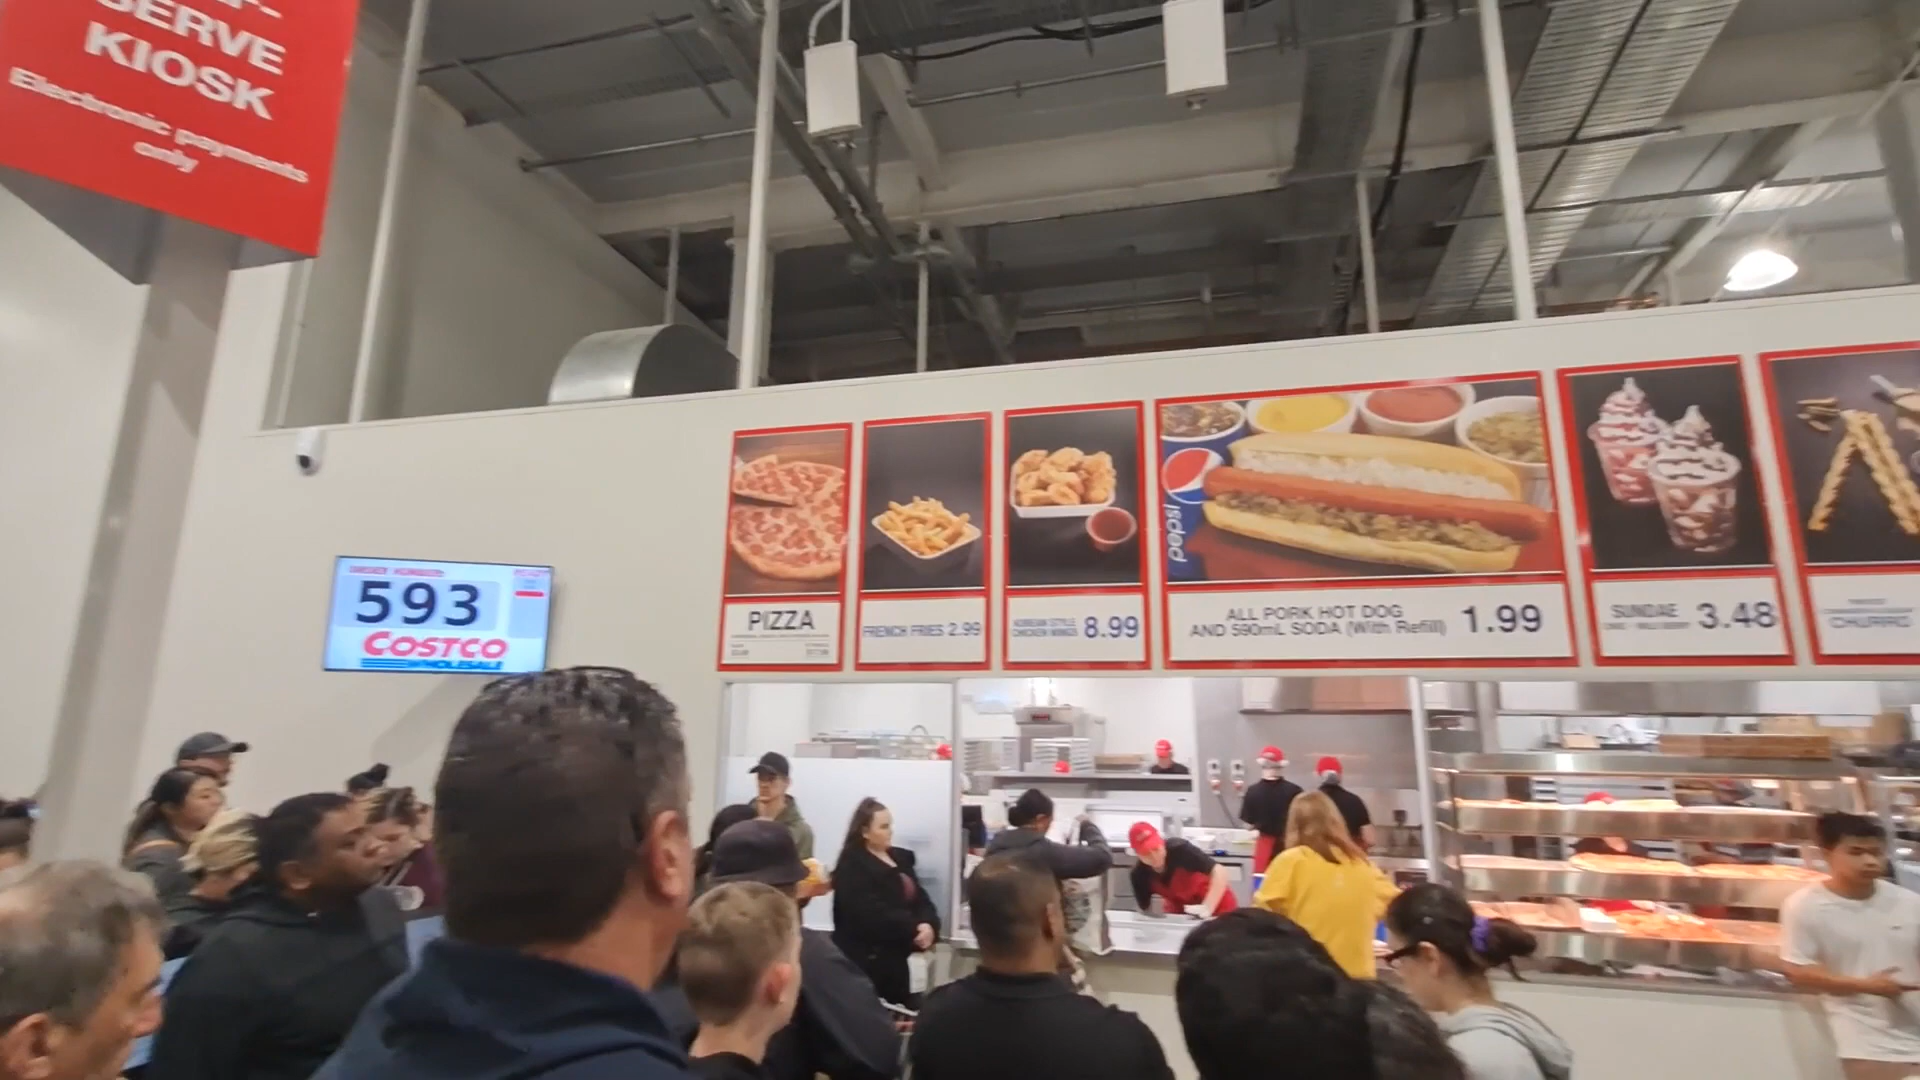 SERVE
KIOSK
Electronic payments
only
593
COSTCO
WHOLESALE
pepsi
PIZZA
FRENCH FRIES 2.99
KOREAN STYLE
CHICKEN WINGS 8.99
ALL PORK HOT DOG
AND 590mL SODA (With Refill) 1.99
SUNDAE 3.48
CHURROS